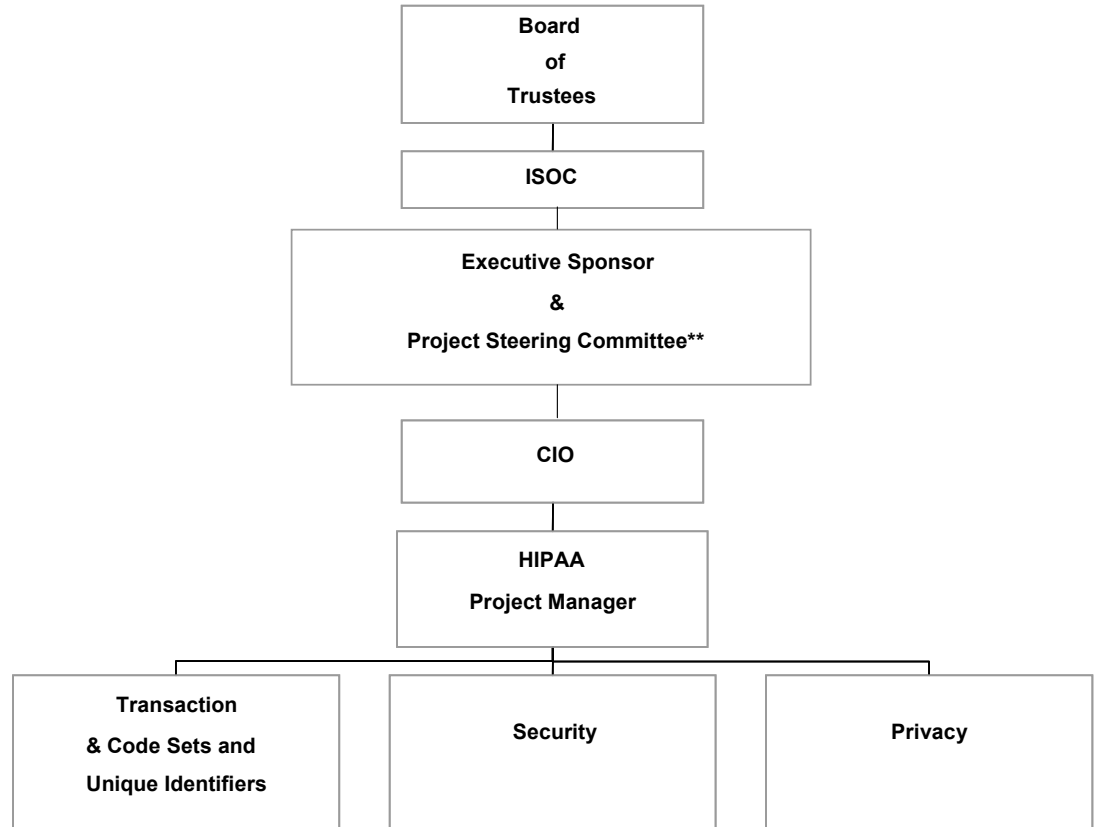 Board
of
Trustees
ISOC
Executive Sponsor
&
Project Steering Committee**
CIO
HIPAA
Project Manager
Transaction
& Code Sets and
Unique Identifiers
Security
Privacy